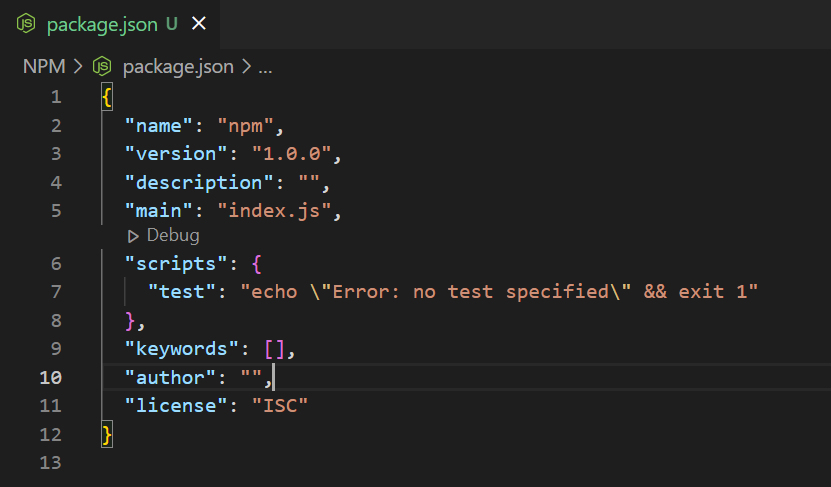 JS package.json U ×
NPM > JS package.json > ...
1 {
2 "name": "npm",
3 "version": "1.0.0",
4 "description": "",
5 "main": "index.js",
Debug
6 "scripts": {
7 "test": "echo \"Error: no test specified\" && exit 1"
8 },
9 "keywords": [],
10 "author": "",
11 "license": "ISC"
12 }
13